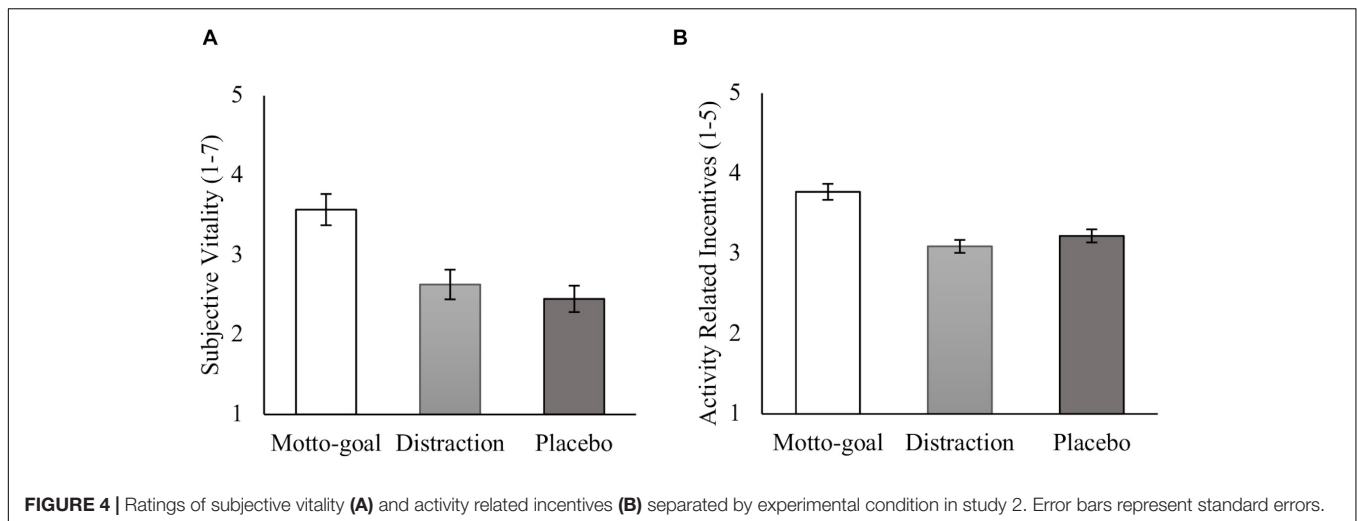 A
Subjective Vitality (1-7)
5
4
3
2
1
Motto-goal Distraction Placebo
B
Activity Related Incentives (1-5)
5
4
3
2
1
Motto-goal Distraction Placebo
FIGURE 4 | Ratings of subjective vitality (A) and activity related incentives (B) separated by experimental condition in study 2. Error bars represent standard errors.